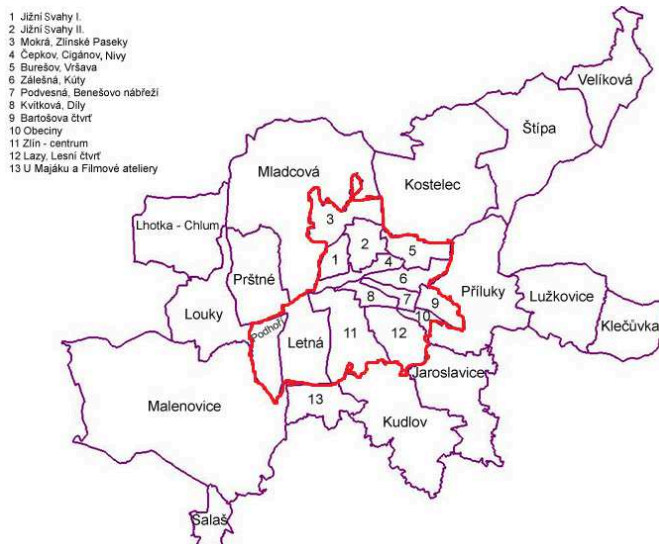 1 Jižní Svahy I.
2 Jižní Svahy II.
3 Mokrá, Zlínské Paseky
4 Čepkov, Cigánov, Nivy
5 Burešov, Vršava
6 Zálešná, Kúty
7 Podvesná, Benešovo nábřeží
8 Kvítková, Díly
9 Bartošova čtvrť
10 Obeciny
11 Zlín - centrum
12 Lazy, Lesní čtvrť
13 U Majáku a Filmové ateliery
Velíková
Štípa
Mladcová
Kostelec
3
Lhotka - Chlum
2
5
1
4
Prštné
6
Příluky
Lužkovice
8
7
9
Louky
10
Klečůvka
Podhoří
Letná
11
12
Jaroslavice
13
Malenovice
Kudlov
Salaš